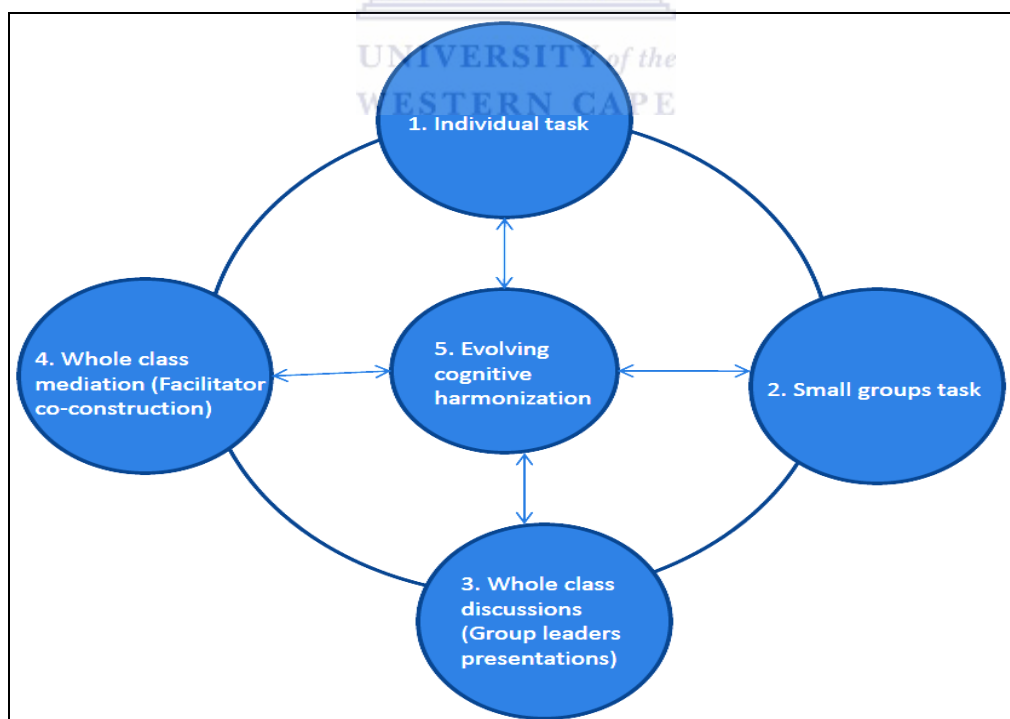 UNIVERSITY of the
WESTERN CAPE
1. Individual task
4. Whole class
mediation (Facilitator
co-construction)
5. Evolving
cognitive
harmonization
2. Small groups task
3. Whole class
discussions
(Group leaders
presentations)